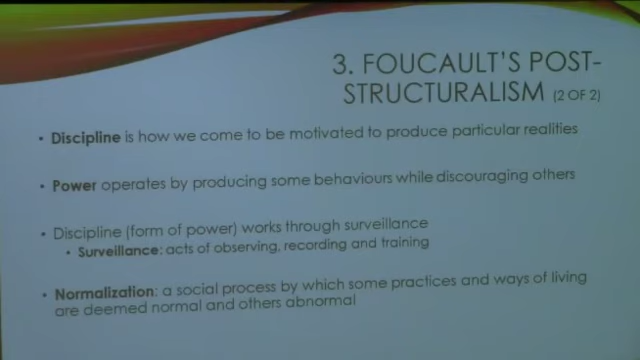 3. FOUCAULT'S POST-
STRUCTURALISM (2 OF 2)
• Discipline is how we come to be motivated to produce particular realities
• Power operates by producing some behaviours while discouraging others
• Discipline (form of power) works through surveillance
• Surveillance: acts of observing, recording and training
• Normalization: a social process by which some practices and ways of living
are deemed normal and others abnormal